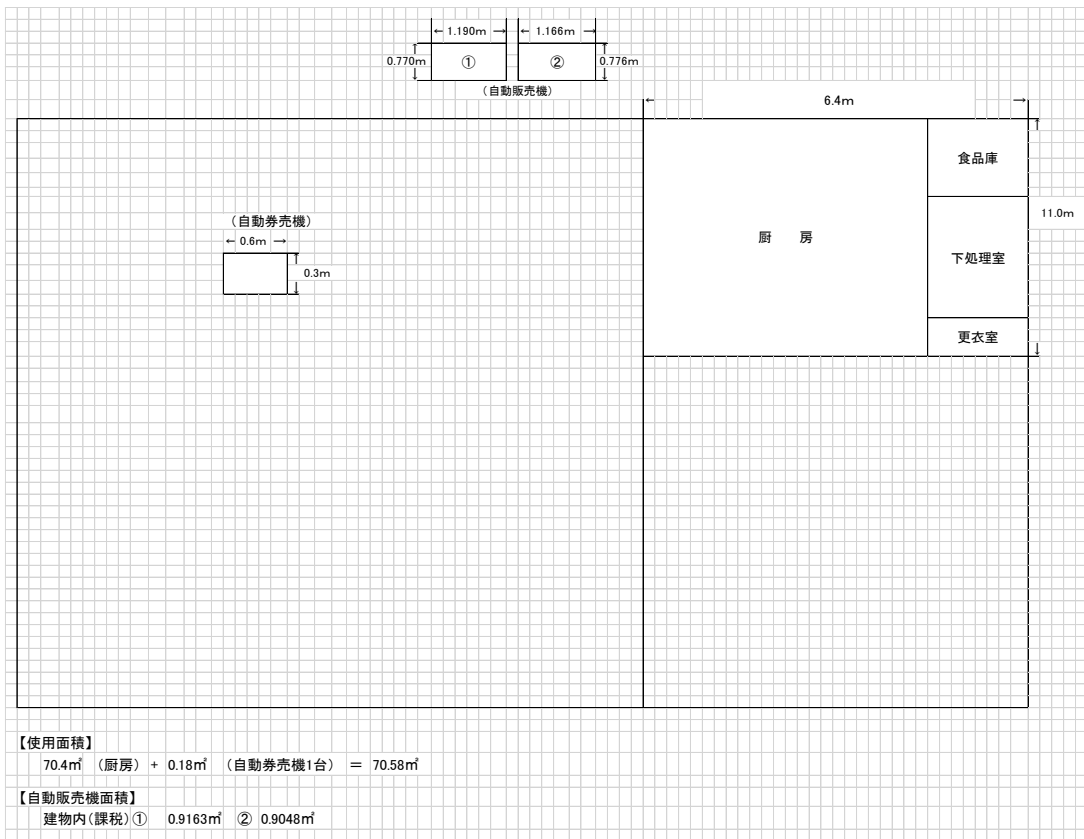 ← 1.190m → ← 1.166m →
0.770m ① ② 0.776m
(自動販売機)
← 6.4m →
食品庫
11.0m
(自動券売機)
厨 房
← 0.6m →
下処理室
0.3m
更衣室
【使用面積】
70.4㎡ (厨房) + 0.18㎡ (自動券売機1台) = 70.58㎡
【自動販売機面積】
建物内(課税)① 0.9163㎡ ② 0.9048㎡